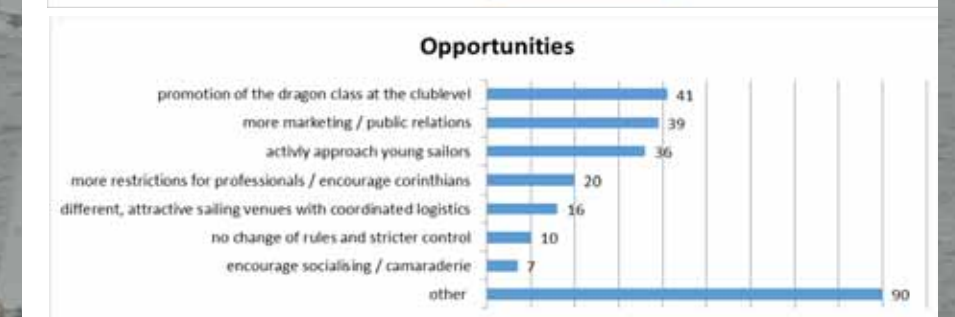 Opportunities
promotion of the dragon class at the clublevel 41
more marketing / public relations 39
activly approach young sailors 36
more restrictions for professionals / encourage corinthians 20
different, attractive sailing venues with coordinated logistics 16
no change of rules and stricter control 10
encourage socialising / camaraderie 7
other 90